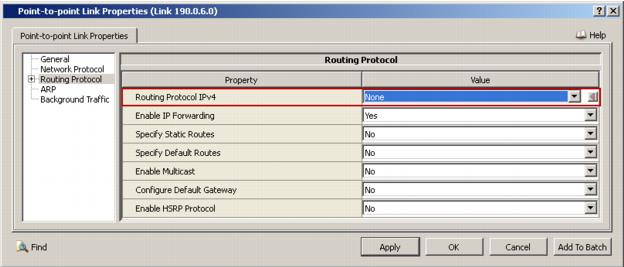 Point-to-point Link Properties (Link 190.0.6.0)
Point-to-point Link Properties
Help
General
Network Protocol
Routing Protocol
ARP
Background Traffic
Routing Protocol
Property Value
Routing Protocol IPv4 None
Enable IP Forwarding Yes
Specify Static Routes No
Specify Default Routes No
Enable Multicast No
Configure Default Gateway No
Enable HSRP Protocol No
Find Apply OK Cancel Add To Batch